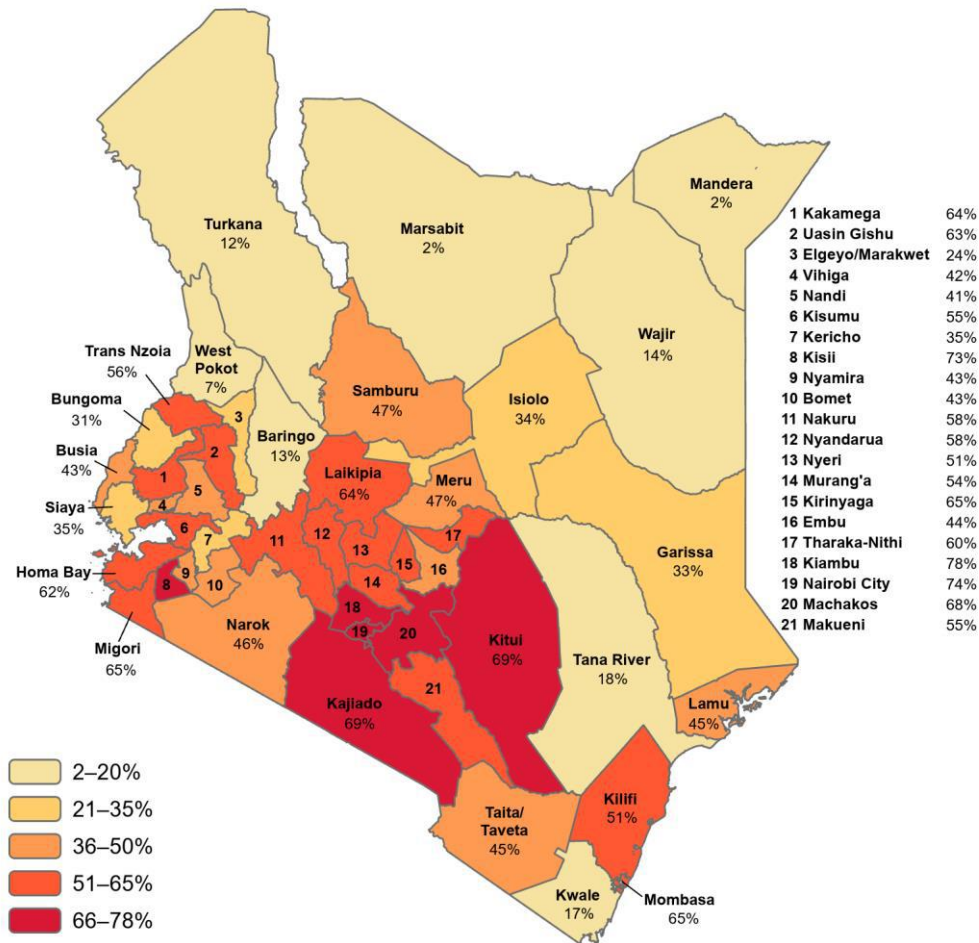 Turkana
12%
Marsabit
2%
Mandera
2%
Wajir
14%
West
Pokot
7%
Samburu
47%
Isiolo
34%
Trans Nzoia
56%
Bungoma
31%
Busia
43%
Siaya
35%
Homa Bay
62%
Migori
65%
Baringo
13%
Laikipia
64%
Meru
47%
Garissa
33%
Narok
46%
Kajiado
69%
Kitui
69%
Tana River
18%
Lamu
45%
Kilifi
51%
Taita/
Taveta
45%
Kwale
17%
Mombasa
65%
1
2
3
4
5
6
7
8
9
10
11
12
13
14
15
16
17
18
19
20
21
1 Kakamega 64%
2 Uasin Gishu 63%
3 Elgeyo/Marakwet 24%
4 Vihiga 42%
5 Nandi 41%
6 Kisumu 55%
7 Kericho 35%
8 Kisii 73%
9 Nyamira 43%
10 Bomet 43%
11 Nakuru 58%
12 Nyandarua 58%
13 Nyeri 51%
14 Murang'a 54%
15 Kirinyaga 65%
16 Embu 44%
17 Tharaka-Nithi 60%
18 Kiambu 78%
19 Nairobi City 74%
20 Machakos 68%
21 Makueni 55%
2–20%
21–35%
36–50%
51–65%
66–78%